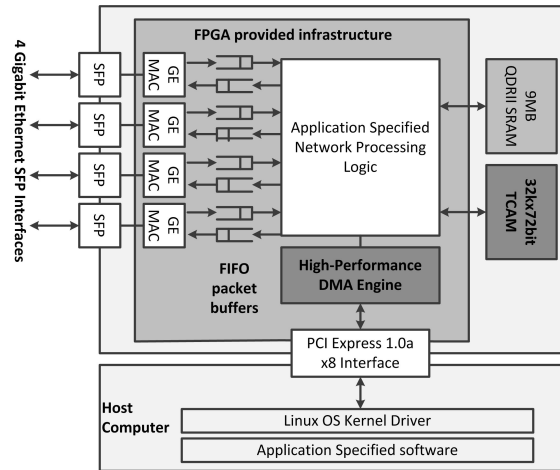 4 Gigabit Ethernet SFP Interfaces
FPGA provided infrastructure
SFP
GE
MAC
SFP
GE
MAC
SFP
GE
MAC
SFP
GE
MAC
Application Specified
Network Processing
Logic
9MB
QDRII SRAM
32kx72bit
TCAM
FIFO
packet
buffers
High-Performance
DMA Engine
PCI Express 1.0a
x8 Interface
Host
Computer
Linux OS Kernel Driver
Application Specified software